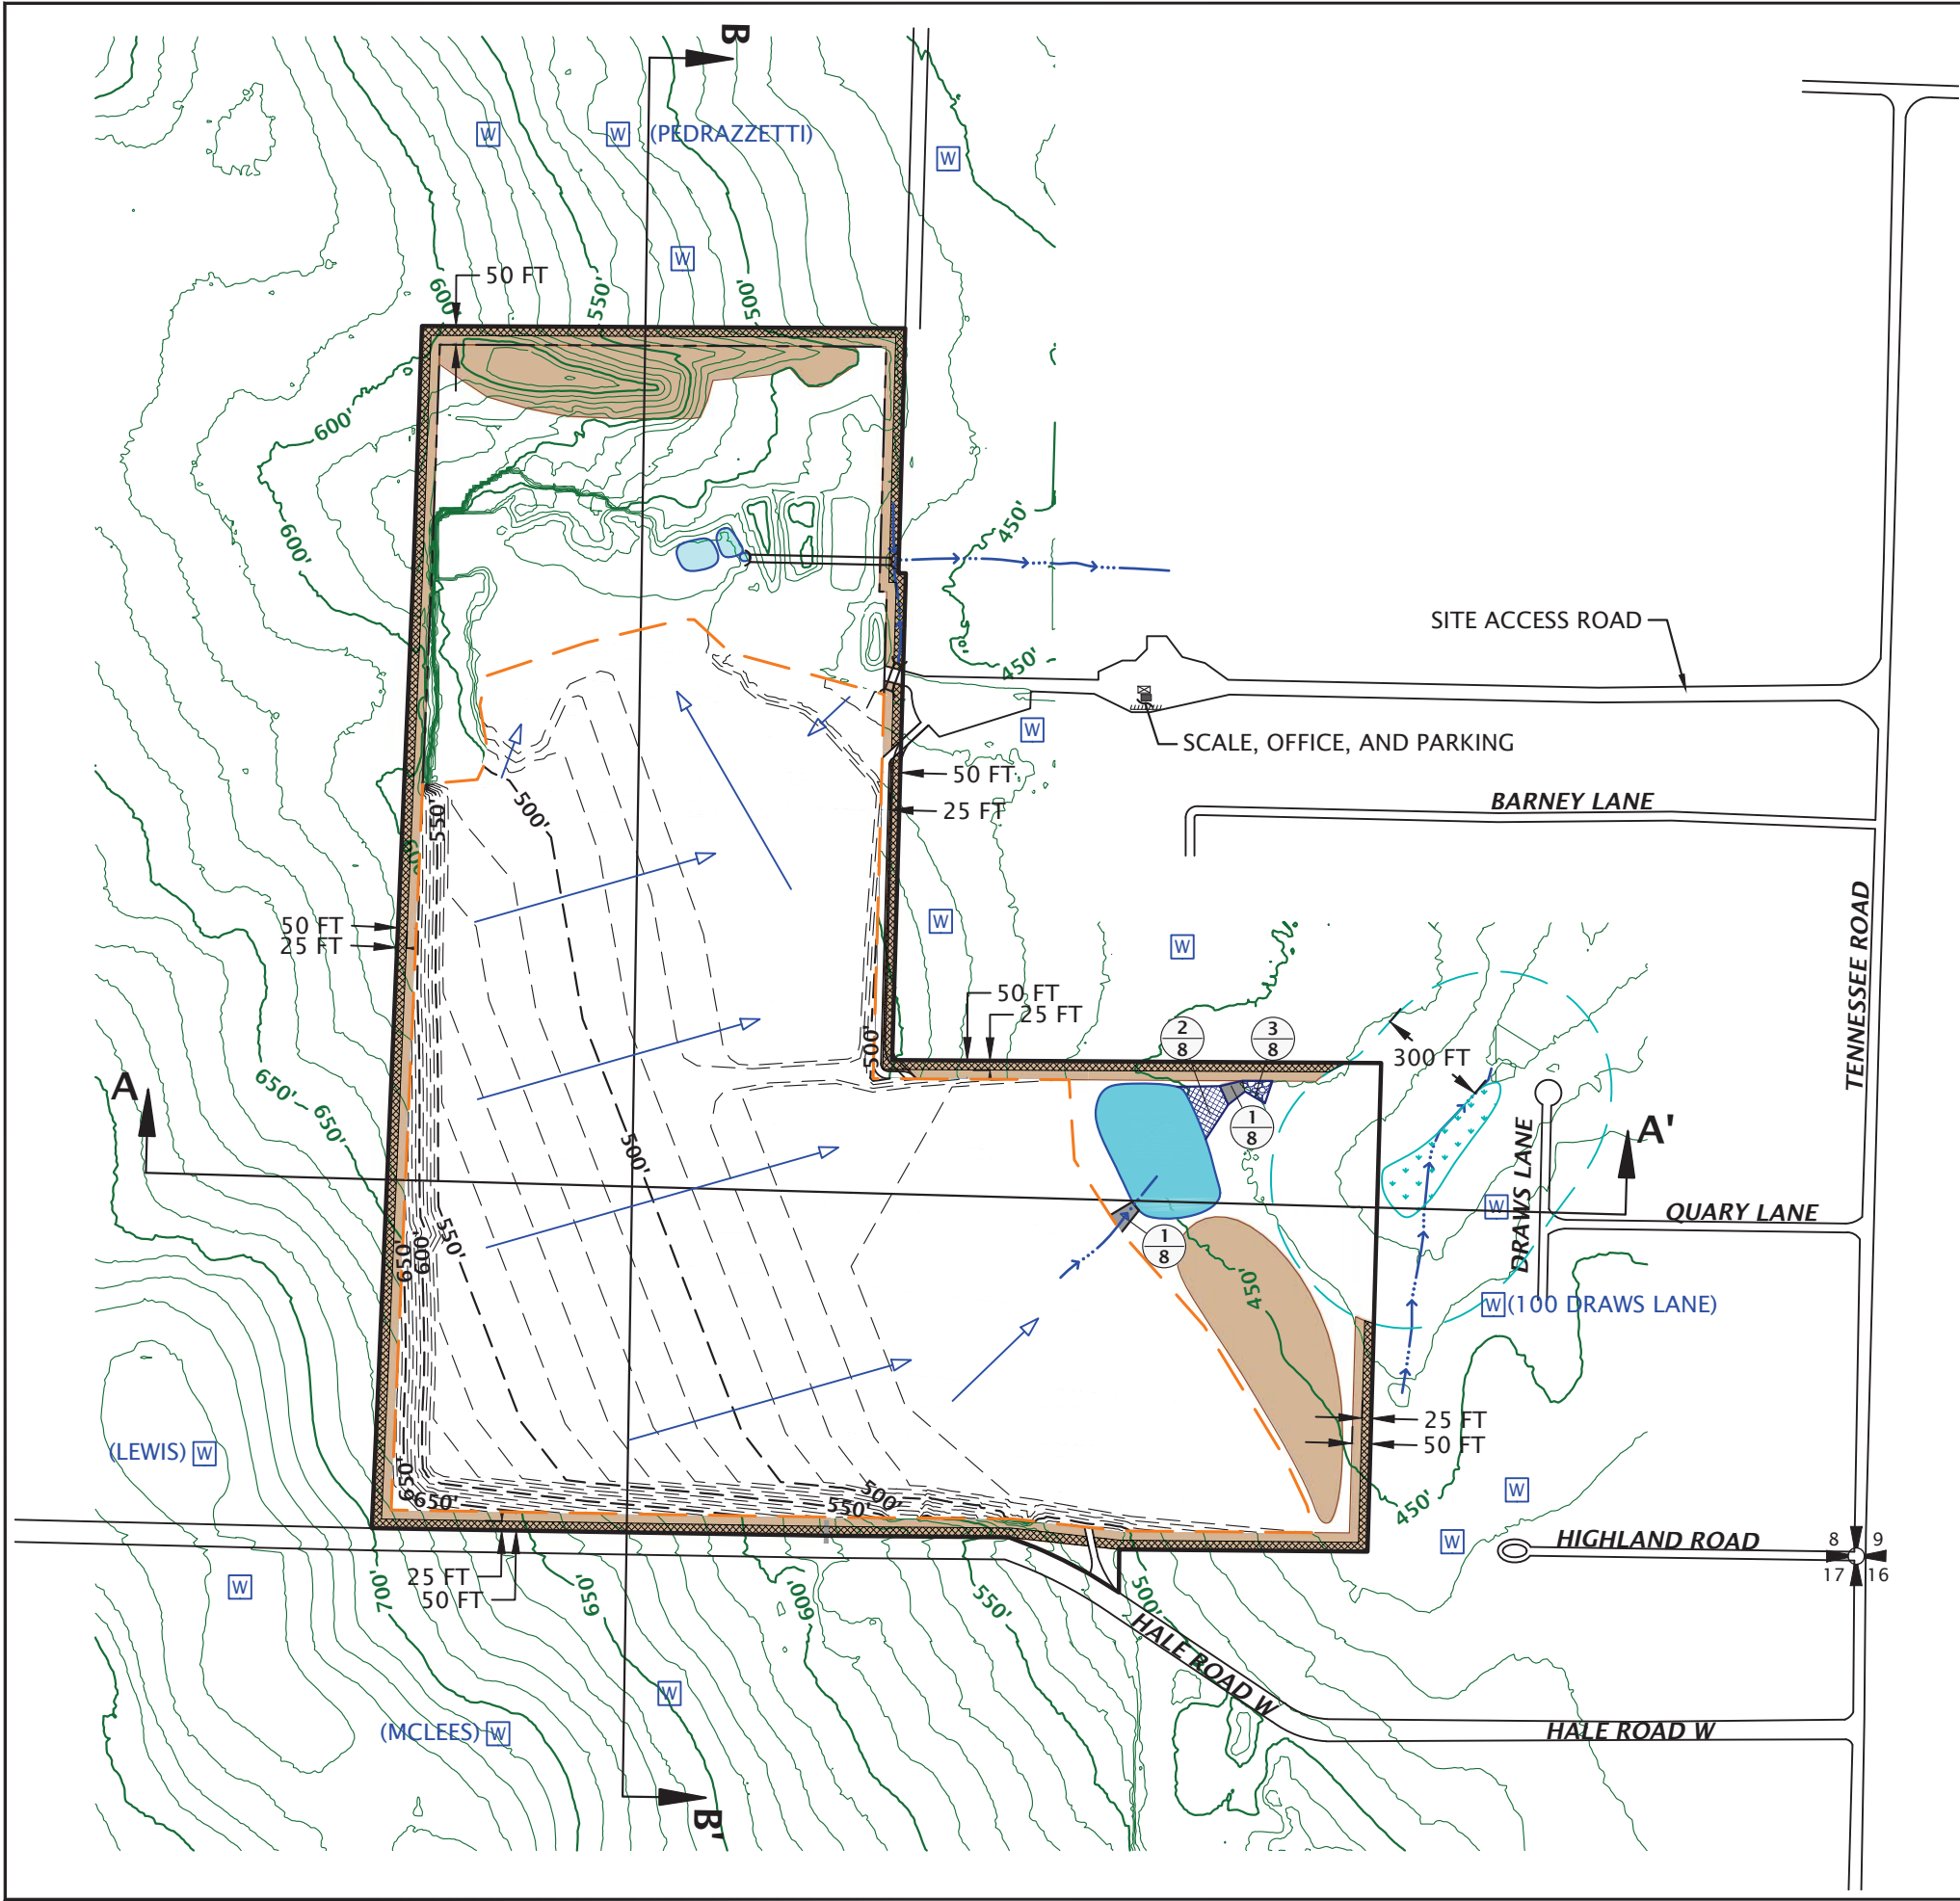 B
W
W
(PEDRAZZETTI)
W
W
50 FT
600'
550'
500'
600'
600'
450'
450'
SITE ACCESS ROAD
W
SCALE, OFFICE, AND PARKING
50 FT
25 FT
BARNEY LANE
500'
550'
50 FT
25 FT
W
W
TENNESSEE ROAD
50 FT
25 FT
500'
2
8
3
8
300 FT
1
8
A
650'
650'
500'
A'
DRAWS LANE
W
QUARY LANE
550'
650'
600'
1
8
450'
W
(100 DRAWS LANE)
25 FT
50 FT
(LEWIS)
W
650'
650'
500'
550'
450'
W
W
HIGHLAND ROAD
8
9
17
16
W
25 FT
50 FT
700'
650'
600'
550'
500'
HALE ROAD W
W
(MCLEES)
W
HALE ROAD W
B'